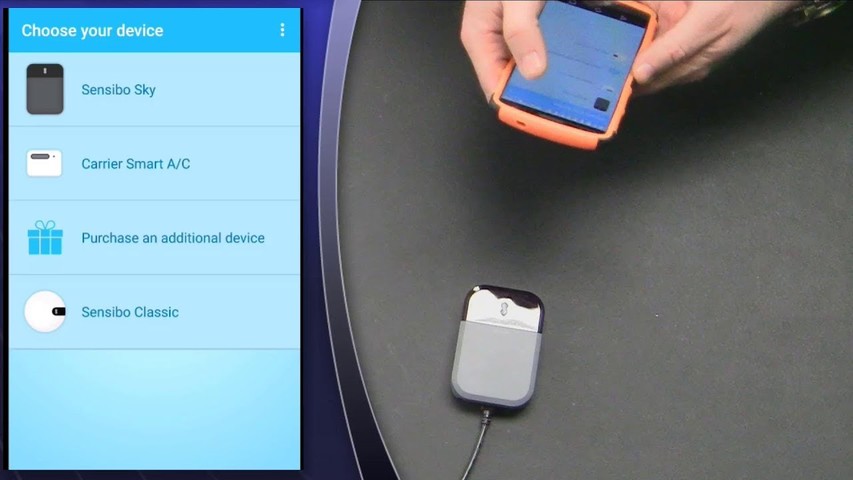 Choose your device
Sensibo Sky
Carrier Smart A/C
Purchase an additional device
Sensibo Classic